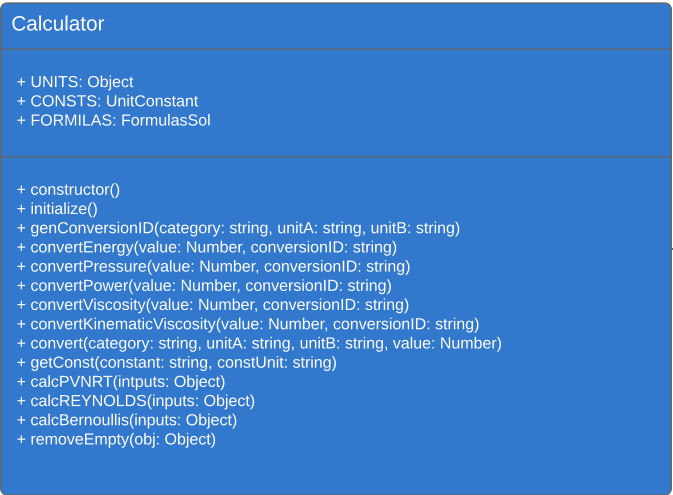 Calculator
+ UNITS: Object
+ CONSTS: UnitConstant
+ FORMILAS: FormulasSol
+ constructor()
+ initialize()
+ genConversionID(category: string, unitA: string, unitB: string)
+ convertEnergy(value: Number, conversionID: string)
+ convertPressure(value: Number, conversionID: string)
+ convertPower(value: Number, conversionID: string)
+ convertViscosity(value: Number, conversionID: string)
+ convertKinematicViscosity(value: Number, conversionID: string)
+ convert(category: string, unitA: string, unitB: string, value: Number)
+ getConst(constant: string, constUnit: string)
+ calcPVNRT(intputs: Object)
+ calcREYNOLDS(inputs: Object)
+ calcBernoullis(inputs: Object)
+ removeEmpty(obj: Object)